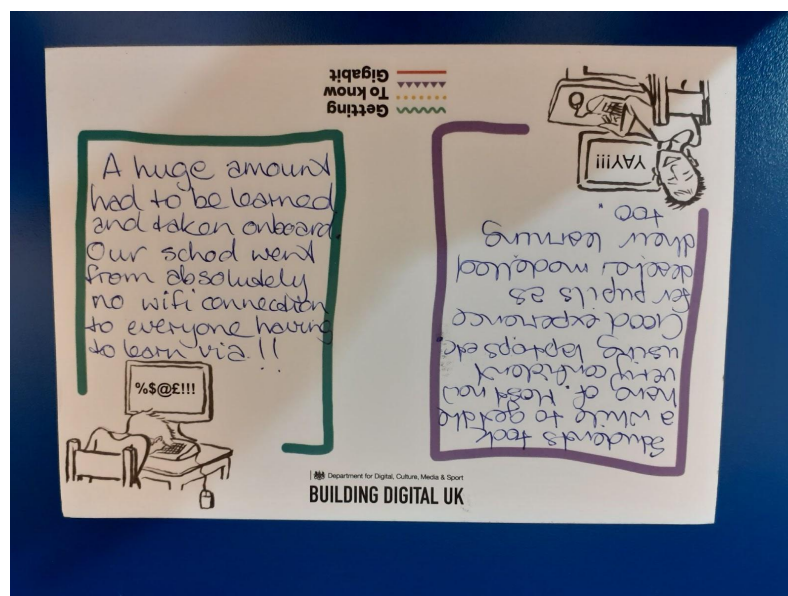 A huge amount
had to be learned
and taken onboard.
Our school went
from absolutely
no wifi connection
to everyone having
to learn via!!
%$@£!!!
Department for Digital, Culture, Media & Sport
BUILDING DIGITAL UK
Getting
To know
Gigabit
Students took
a while to get the
hang of. Most now
very confident
using laptops etc.
Good experience
for pupils as
teacher modelled
their learning
too.
YAY!!!